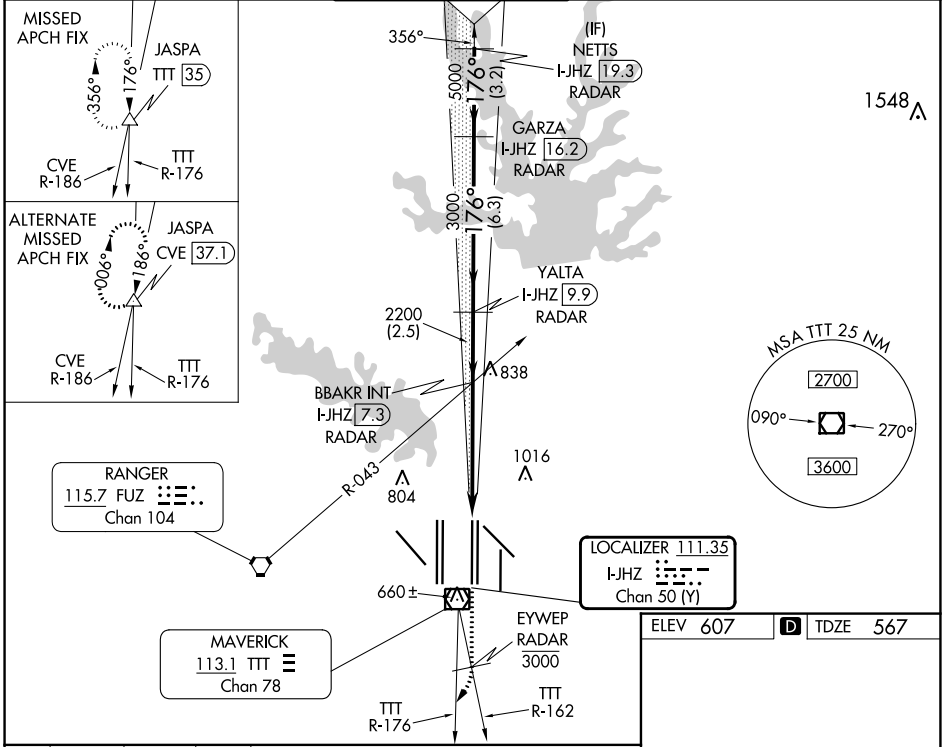 MISSED
APCH FIX
JASPA
TTT 35
356°
176°
CVE
R-186
TTT
R-176
ALTERNATE
MISSED
APCH FIX
JASPA
CVE 37.1
006°
186°
CVE
R-186
TTT
R-176
356°
(IF)
NETTS
I-JHZ 19.3
RADAR
5000
176°
(3.2)
GARZA
I-JHZ 16.2
RADAR
3000
176°
(6.3)
YALTA
I-JHZ 9.9
RADAR
2200
(2.5)
BBAKR INT
I-JHZ 7.3
RADAR
838
1548
1016
804
R-043
MSA TTT 25 NM
2700
090°
270°
3600
RANGER
115.7 FUZ
Chan 104
LOCALIZER 111.35
I-JHZ
Chan 50 (Y)
660 ±
MAVERICK
113.1 TTT
Chan 78
EYWEP
RADAR
3000
TTT
R-176
TTT
R-162
ELEV 607 D TDZE 567